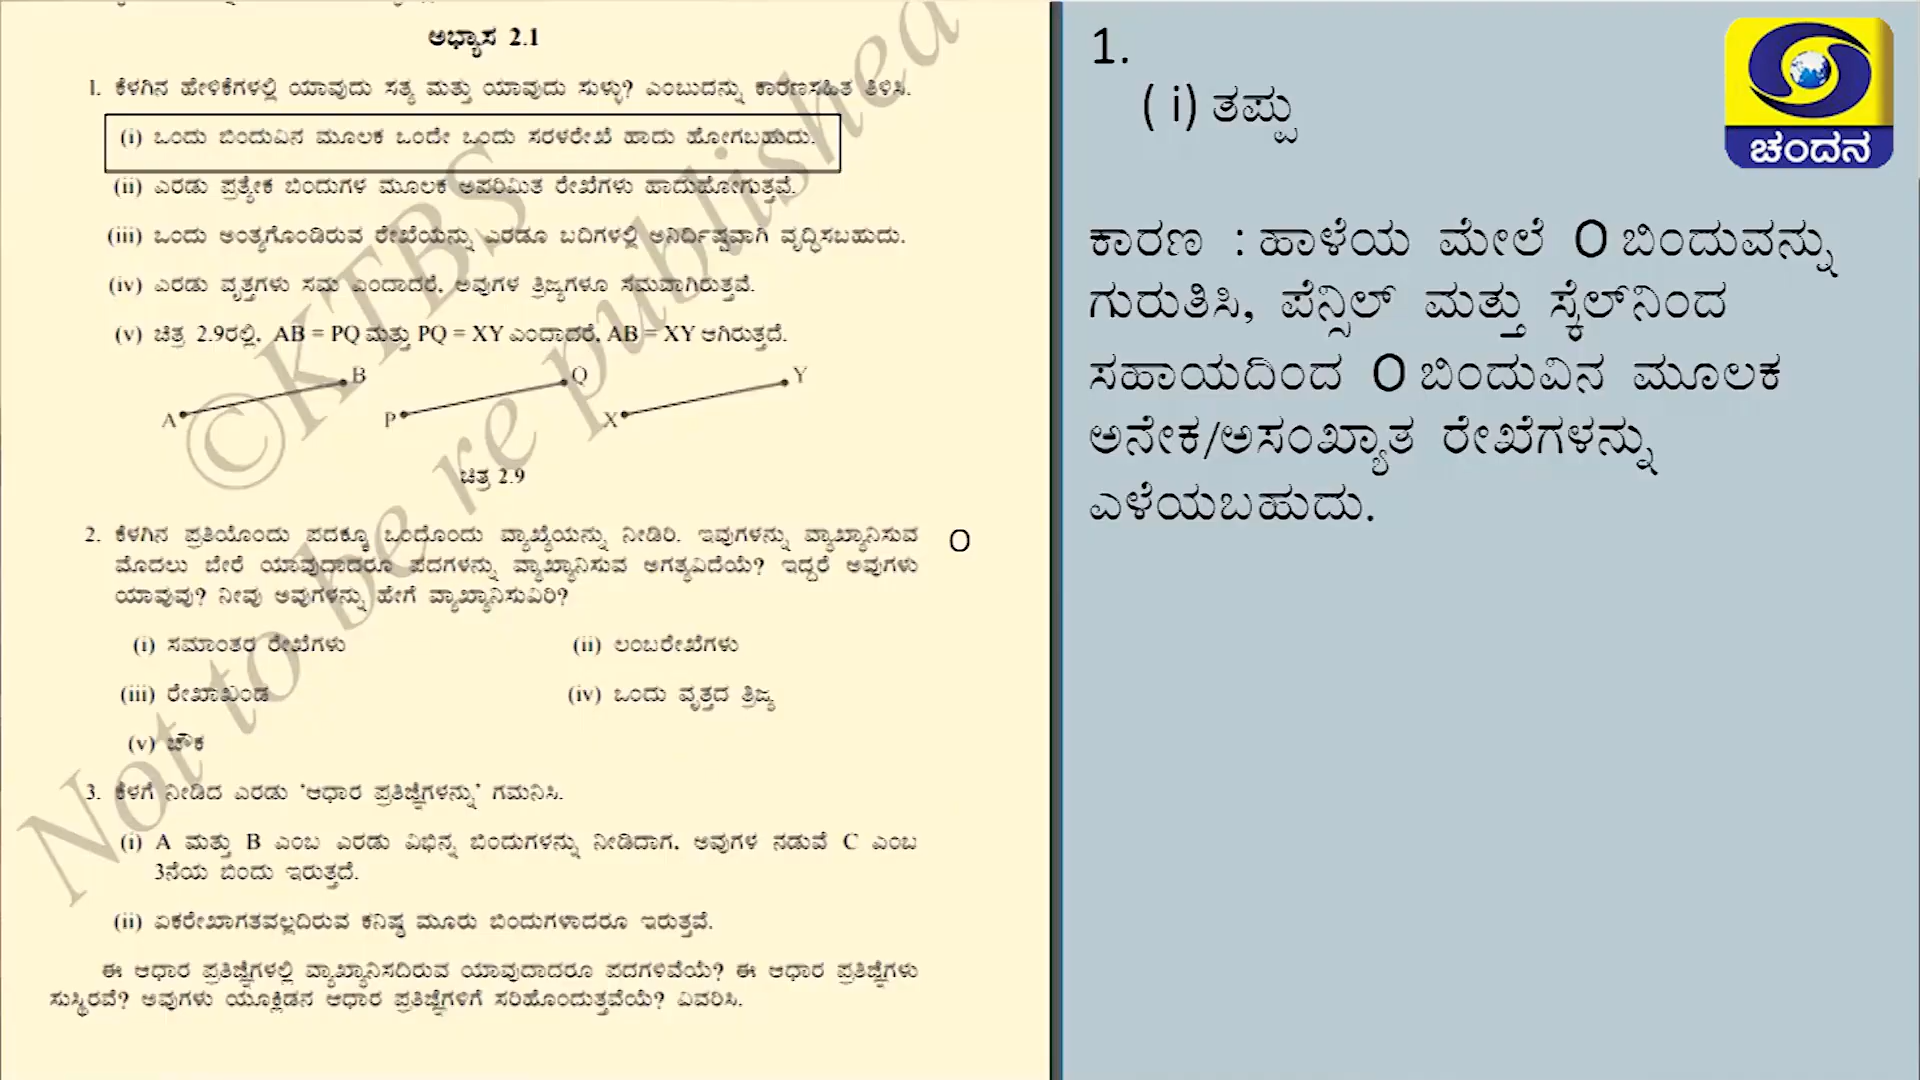 ಅಭ್ಯಾಸ 2.1
1. ಕೆಳಗಿನ ಹೇಳಿಕೆಗಳಲ್ಲಿ ಯಾವುದು ಸತ್ಯ ಮತ್ತು ಯಾವುದು ಸುಳ್ಳು? ಎಂಬುದನ್ನು ಕಾರಣಸಹಿತ ತಿಳಿಸಿ.
(i) ಒಂದು ಬಿಂದುವಿನ ಮೂಲಕ ಒಂದೇ ಒಂದು ಸರಳರೇಖೆ ಹಾದು ಹೋಗಬಹುದು.
(ii) ಎರಡು ಪ್ರತ್ಯೇಕ ಬಿಂದುಗಳ ಮೂಲಕ ಅಪರಿಮಿತ ರೇಖೆಗಳು ಹಾದುಹೋಗುತ್ತವೆ.
(iii) ಒಂದು ಅಂತ್ಯಗೊಂಡಿರುವ ರೇಖೆಯನ್ನು ಎರಡೂ ಬದಿಗಳಲ್ಲಿ ಅನಿರ್ದಿಷ್ಟವಾಗಿ ವೃದ್ಧಿಸಬಹುದು.
(iv) ಎರಡು ವೃತ್ತಗಳು ಸಮ ಎಂದಾದರೆ, ಅವುಗಳ ತ್ರಿಜ್ಯಗಳೂ ಸಮವಾಗಿರುತ್ತವೆ.
(v) ಚಿತ್ರ 2.9ರಲ್ಲಿ, AB = PQ ಮತ್ತು PQ = XY ಎಂದಾದರೆ, AB = XY ಆಗಿರುತ್ತದೆ.
A B P Q X Y
ಚಿತ್ರ 2.9
2. ಕೆಳಗಿನ ಪ್ರತಿಯೊಂದು ಪದಕ್ಕೂ ಒಂದೊಂದು ವ್ಯಾಖ್ಯೆಯನ್ನು ನೀಡಿರಿ. ಇವುಗಳನ್ನು ವ್ಯಾಖ್ಯಾನಿಸುವ
ಮೊದಲು ಬೇರೆ ಯಾವುದಾದರೂ ಪದಗಳನ್ನು ವ್ಯಾಖ್ಯಾನಿಸುವ ಅಗತ್ಯವಿದೆಯೆ? ಇದ್ದರೆ ಅವುಗಳು
ಯಾವುವು? ನೀವು ಅವುಗಳನ್ನು ಹೇಗೆ ವ್ಯಾಖ್ಯಾನಿಸುವಿರಿ?
(i) ಸಮಾಂತರ ರೇಖೆಗಳು (ii) ಲಂಬರೇಖೆಗಳು
(iii) ರೇಖಾಖಂಡ (iv) ಒಂದು ವೃತ್ತದ ತ್ರಿಜ್ಯ
(v) ಚೌಕ
3. ಕೆಳಗೆ ನೀಡಿದ ಎರಡು 'ಆಧಾರ ಪ್ರತಿಜ್ಞೆಗಳನ್ನು' ಗಮನಿಸಿ.
(i) A ಮತ್ತು B ಎಂಬ ಎರಡು ವಿಭಿನ್ನ ಬಿಂದುಗಳನ್ನು ನೀಡಿದಾಗ, ಅವುಗಳ ನಡುವೆ C ಎಂಬ
3ನೆಯ ಬಿಂದು ಇರುತ್ತದೆ.
(ii) ಏಕರೇಖಾಗತವಲ್ಲದಿರುವ ಕನಿಷ್ಠ ಮೂರು ಬಿಂದುಗಳಾದರೂ ಇರುತ್ತವೆ.
ಈ ಆಧಾರ ಪ್ರತಿಜ್ಞೆಗಳಲ್ಲಿ ವ್ಯಾಖ್ಯಾನಿಸದಿರುವ ಯಾವುದಾದರೂ ಪದಗಳಿವೆಯೆ? ಈ ಆಧಾರ ಪ್ರತಿಜ್ಞೆಗಳು
ಸುಸ್ಥಿರವೆ? ಅವುಗಳು ಯೂಕ್ಲಿಡನ ಆಧಾರ ಪ್ರತಿಜ್ಞೆಗಳಿಗೆ ಸರಿಹೊಂದುತ್ತವೆಯೆ? ವಿವರಿಸಿ.
©KTBS
Not to be re published
O
1.
( i) ತಪ್ಪು
ಕಾರಣ : ಹಾಳೆಯ ಮೇಲೆ O ಬಿಂದುವನ್ನು
ಗುರುತಿಸಿ, ಪೆನ್ಸಿಲ್ ಮತ್ತು ಸ್ಕೆಲ್‌ನಿಂದ
ಸಹಾಯದಿಂದ O ಬಿಂದುವಿನ ಮೂಲಕ
ಅನೇಕ/ಅಸಂಖ್ಯಾತ ರೇಖೆಗಳನ್ನು
ಎಳೆಯಬಹುದು.
ಚಂದನ